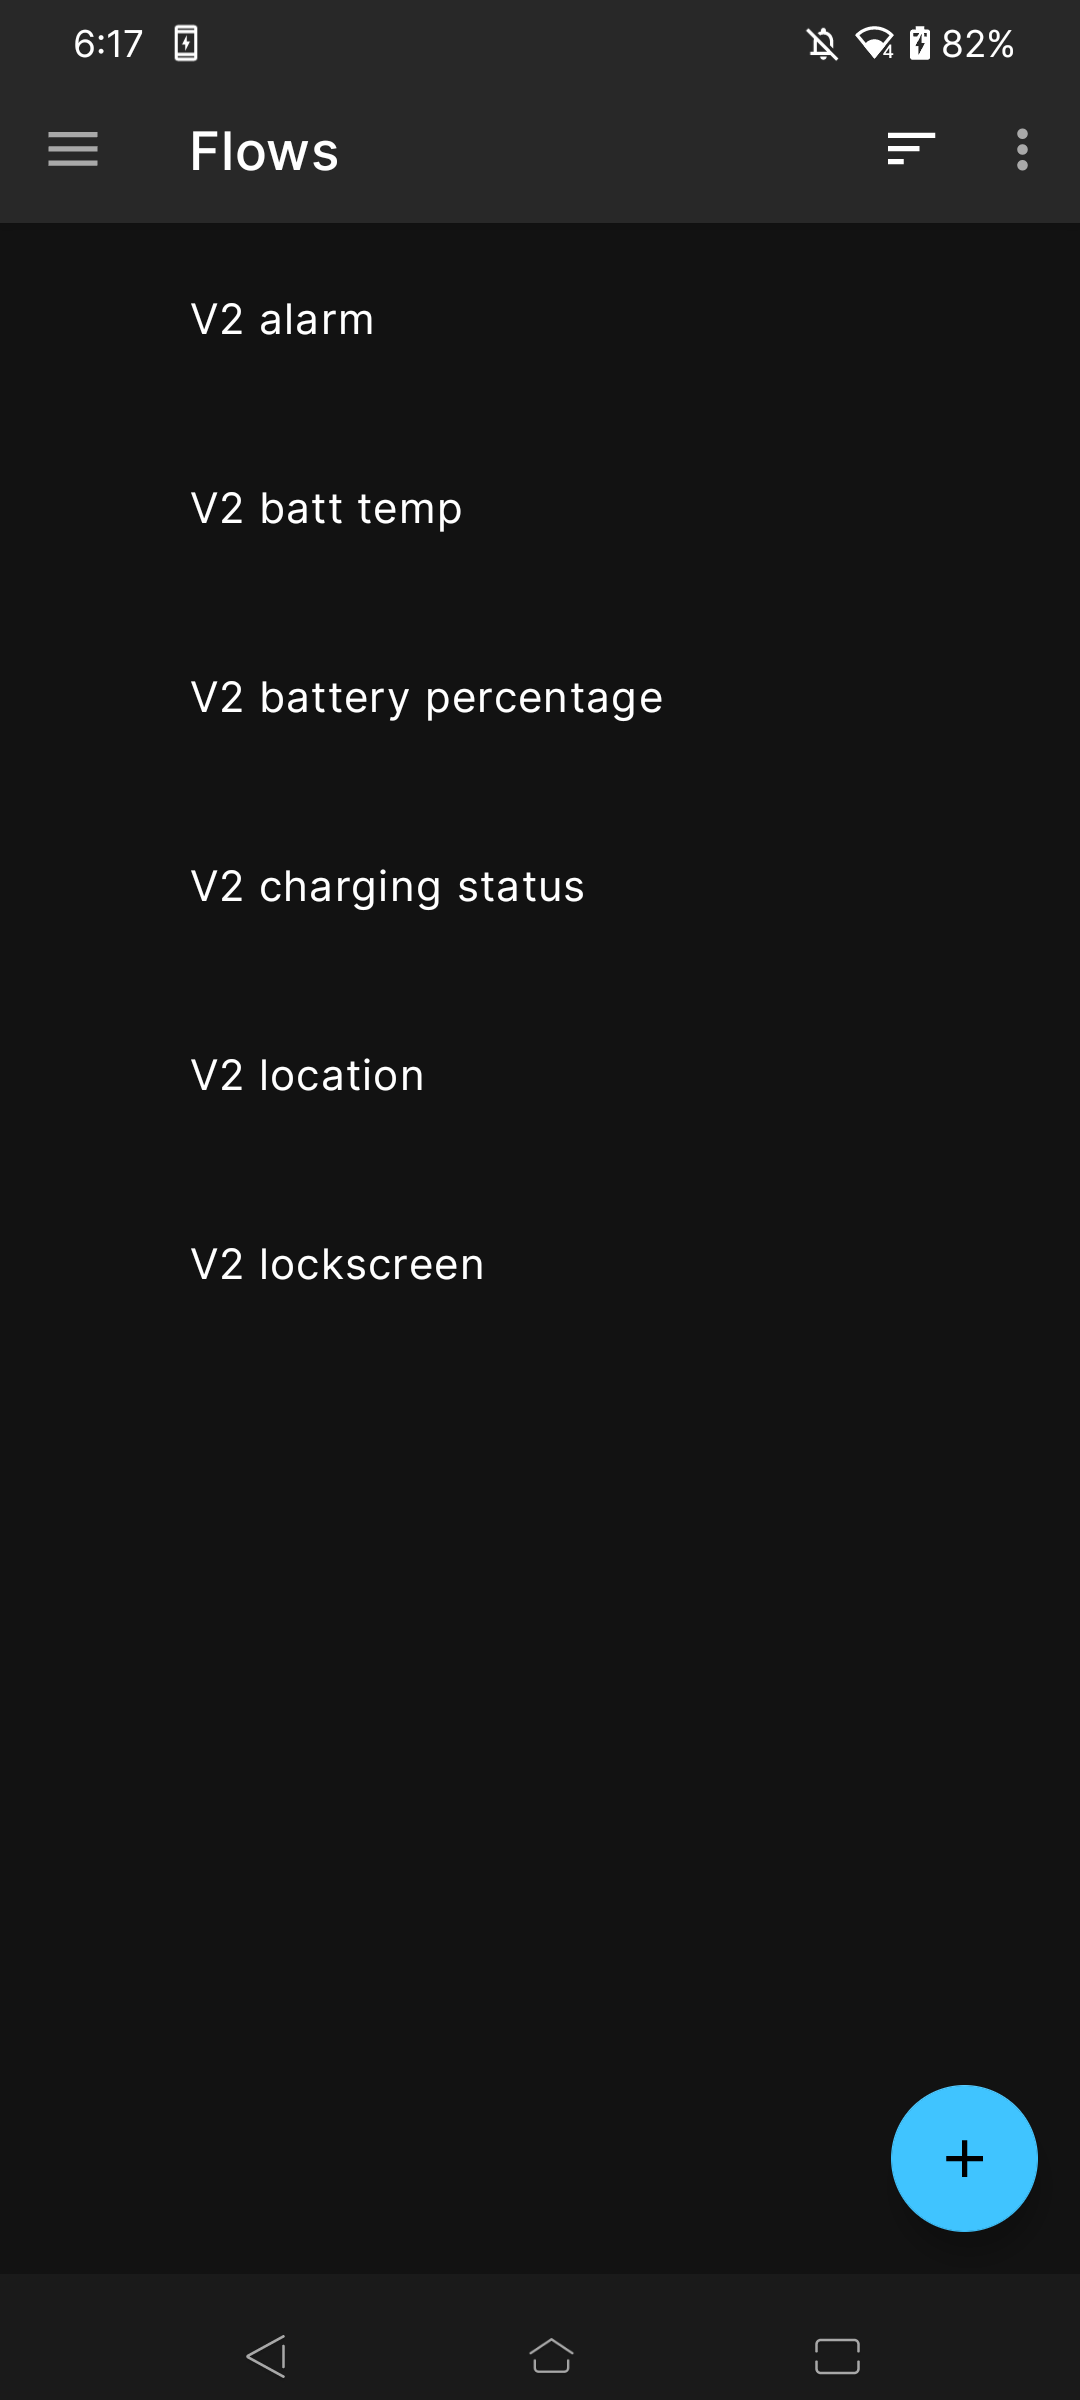 6:17 4 82%
Flows
V2 alarm
V2 batt temp
V2 battery percentage
V2 charging status
V2 location
V2 lockscreen